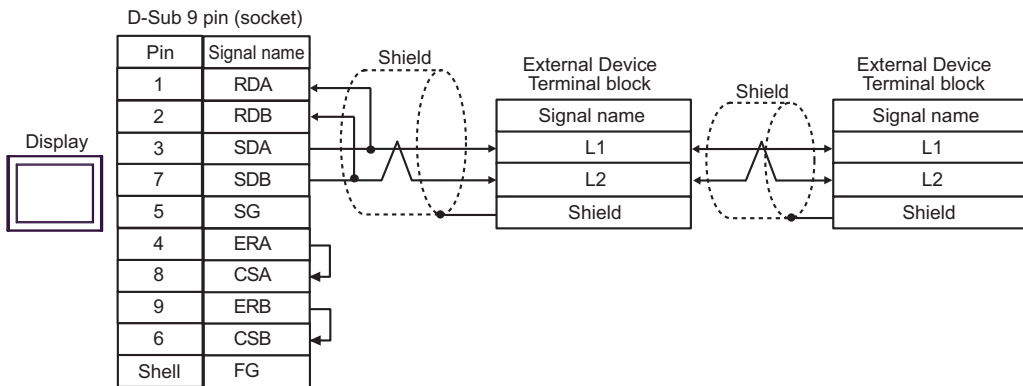 D-Sub 9 pin (socket)
Display
Pin Signal name
1 RDA
2 RDB
3 SDA
7 SDB
5 SG
4 ERA
8 CSA
9 ERB
6 CSB
Shell FG
Shield
External Device
Terminal block
Signal name
L1
L2
Shield
Shield
External Device
Terminal block
Signal name
L1
L2
Shield